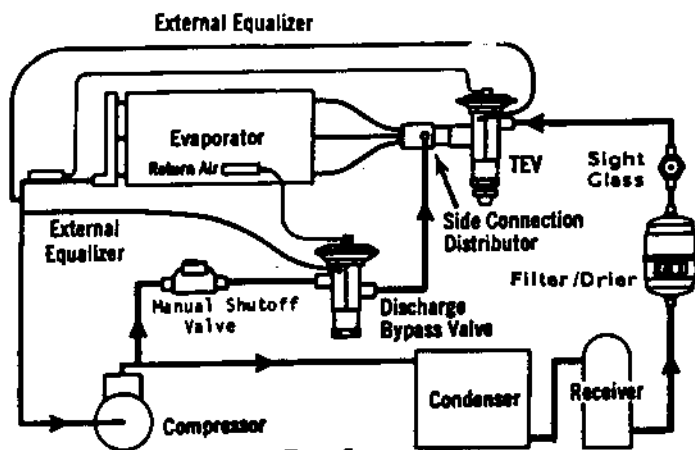 External Equalizer
Evaporator
Return Air
TEV
Sight
Glass
Side Connection
Distributor
External
Equalizer
Filter/Drier
Manual Shutoff
Valve
Discharge
Bypass Valve
Condenser
Receiver
Compressor